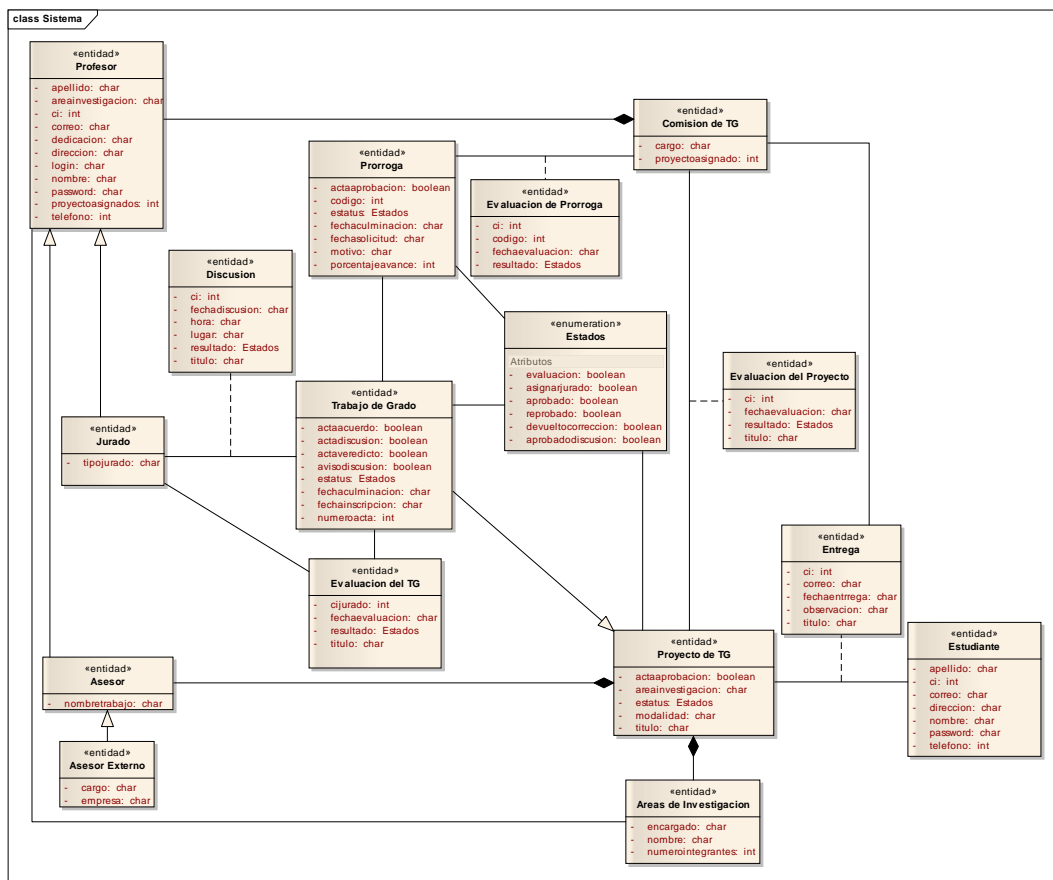 class Sistema
«entidad»
Profesor
- apellido: char
- areainvestigacion: char
- ci: int
- correo: char
- dedicacion: char
- direccion: char
- login: char
- nombre: char
- password: char
- proyectoasignados: int
- telefono: int
«entidad»
Comision de TG
- cargo: char
- proyectoasignado: int
«entidad»
Prorroga
- actaaprobacion: boolean
- codigo: int
- estatus: Estados
- fechaculminacion: char
- fechasolicitud: char
- motivo: char
- porcentajeavance: int
«entidad»
Evaluacion de Prorroga
- ci: int
- codigo: int
- fechaevaluacion: char
- resultado: Estados
«entidad»
Discusion
- ci: int
- fechadiscusion: char
- hora: char
- lugar: char
- resultado: Estados
- titulo: char
«enumeration»
Estados
Atributos
- evaluacion: boolean
- asignarjurado: boolean
- aprobado: boolean
- reprobado: boolean
- devueltocorreccion: boolean
- aprobadodiscusion: boolean
«entidad»
Evaluacion del Proyecto
- ci: int
- fechaevaluacion: char
- resultado: Estados
- titulo: char
«entidad»
Trabajo de Grado
- actaacuerdo: boolean
- actadiscusion: boolean
- actaveredicto: boolean
- avisodiscusion: boolean
- estatus: Estados
- fechaculminacion: char
- fechainscripcion: char
- numeroacta: int
«entidad»
Jurado
- tipojurado: char
«entidad»
Entrega
- ci: int
- correo: char
- fechaentrrega: char
- observacion: char
- titulo: char
«entidad»
Evaluacion del TG
- cijurado: int
- fechaevaluacion: char
- resultado: Estados
- titulo: char
«entidad»
Estudiante
- apellido: char
- ci: int
- correo: char
- direccion: char
- nombre: char
- password: char
- telefono: int
«entidad»
Proyecto de TG
- actaaprobacion: boolean
- areainvestigacion: char
- estatus: Estados
- modalidad: char
- titulo: char
«entidad»
Asesor
- nombretrabajo: char
«entidad»
Asesor Externo
- cargo: char
- empresa: char
«entidad»
Areas de Investigacion
- encargado: char
- nombre: char
- numerointegrantes: int